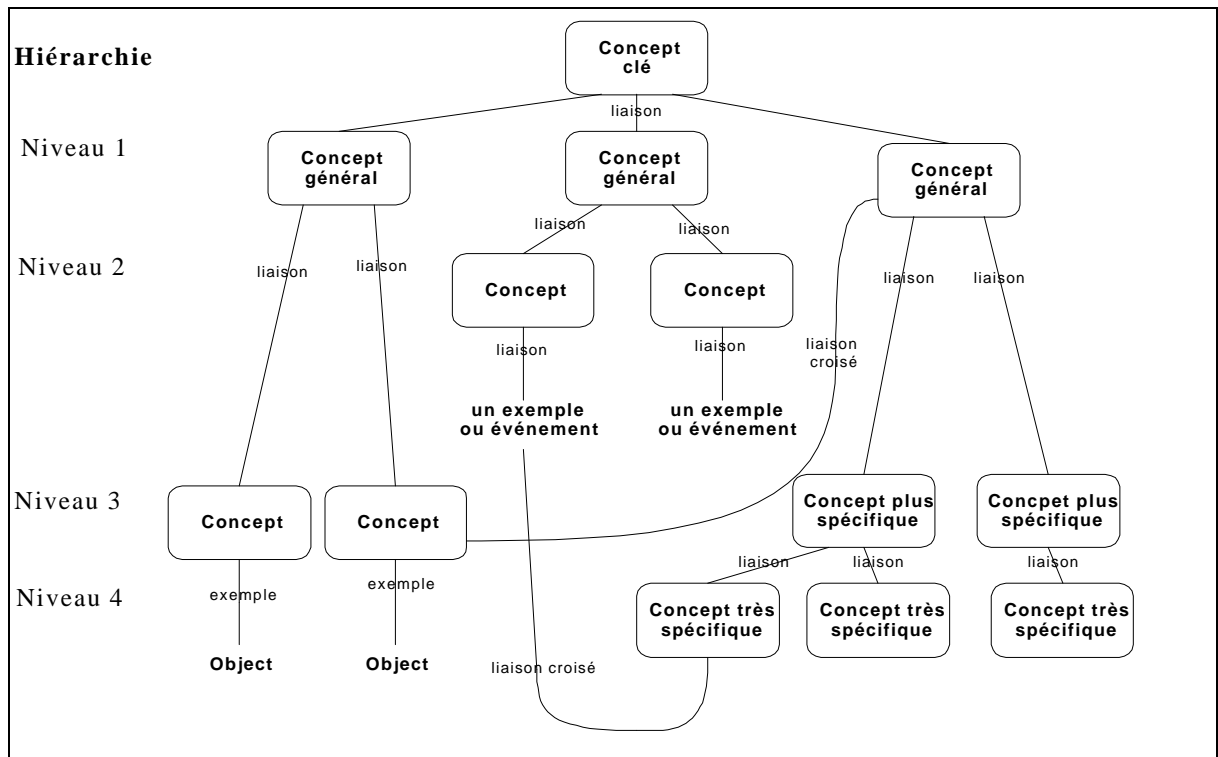 Hiérarchie
Concept
clé
liaison
Niveau 1
Concept
général
Concept
général
Concept
général
liaison
liaison
Niveau 2
liaison
liaison
Concept
Concept
liaison
liaison
liaison
liaison
liaison
croisé
un exemple
ou événement
un exemple
ou événement
Niveau 3
Concept
Concept
Concept plus
spécifique
Concpet plus
spécifique
liaison
liaison
liaison
Niveau 4
exemple
exemple
Concept très
spécifique
Concept très
spécifique
Concept très
spécifique
Object
Object
liaison croisé